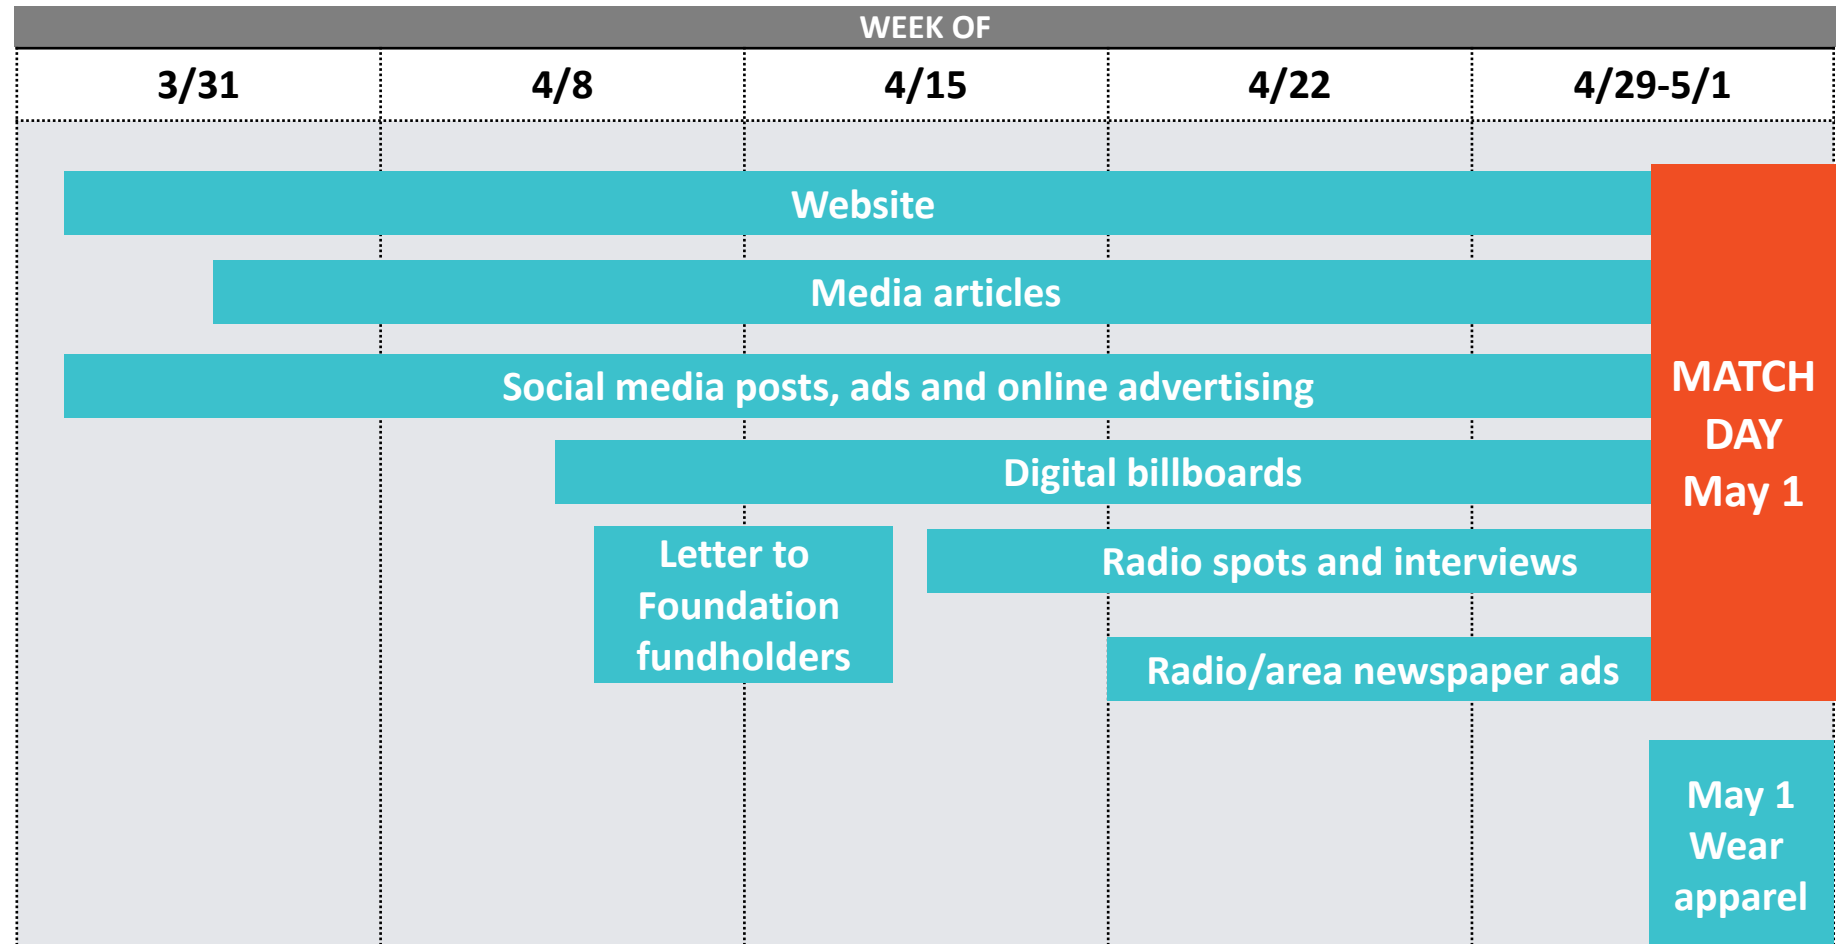 WEEK OF
3/31
4/8
4/15
4/22
4/29-5/1
Website
Media articles
Social media posts, ads and online advertising
Digital billboards
Letter to
Foundation
fundholders
Radio spots and interviews
Radio/area newspaper ads
MATCH
DAY
May 1
May 1
Wear
apparel